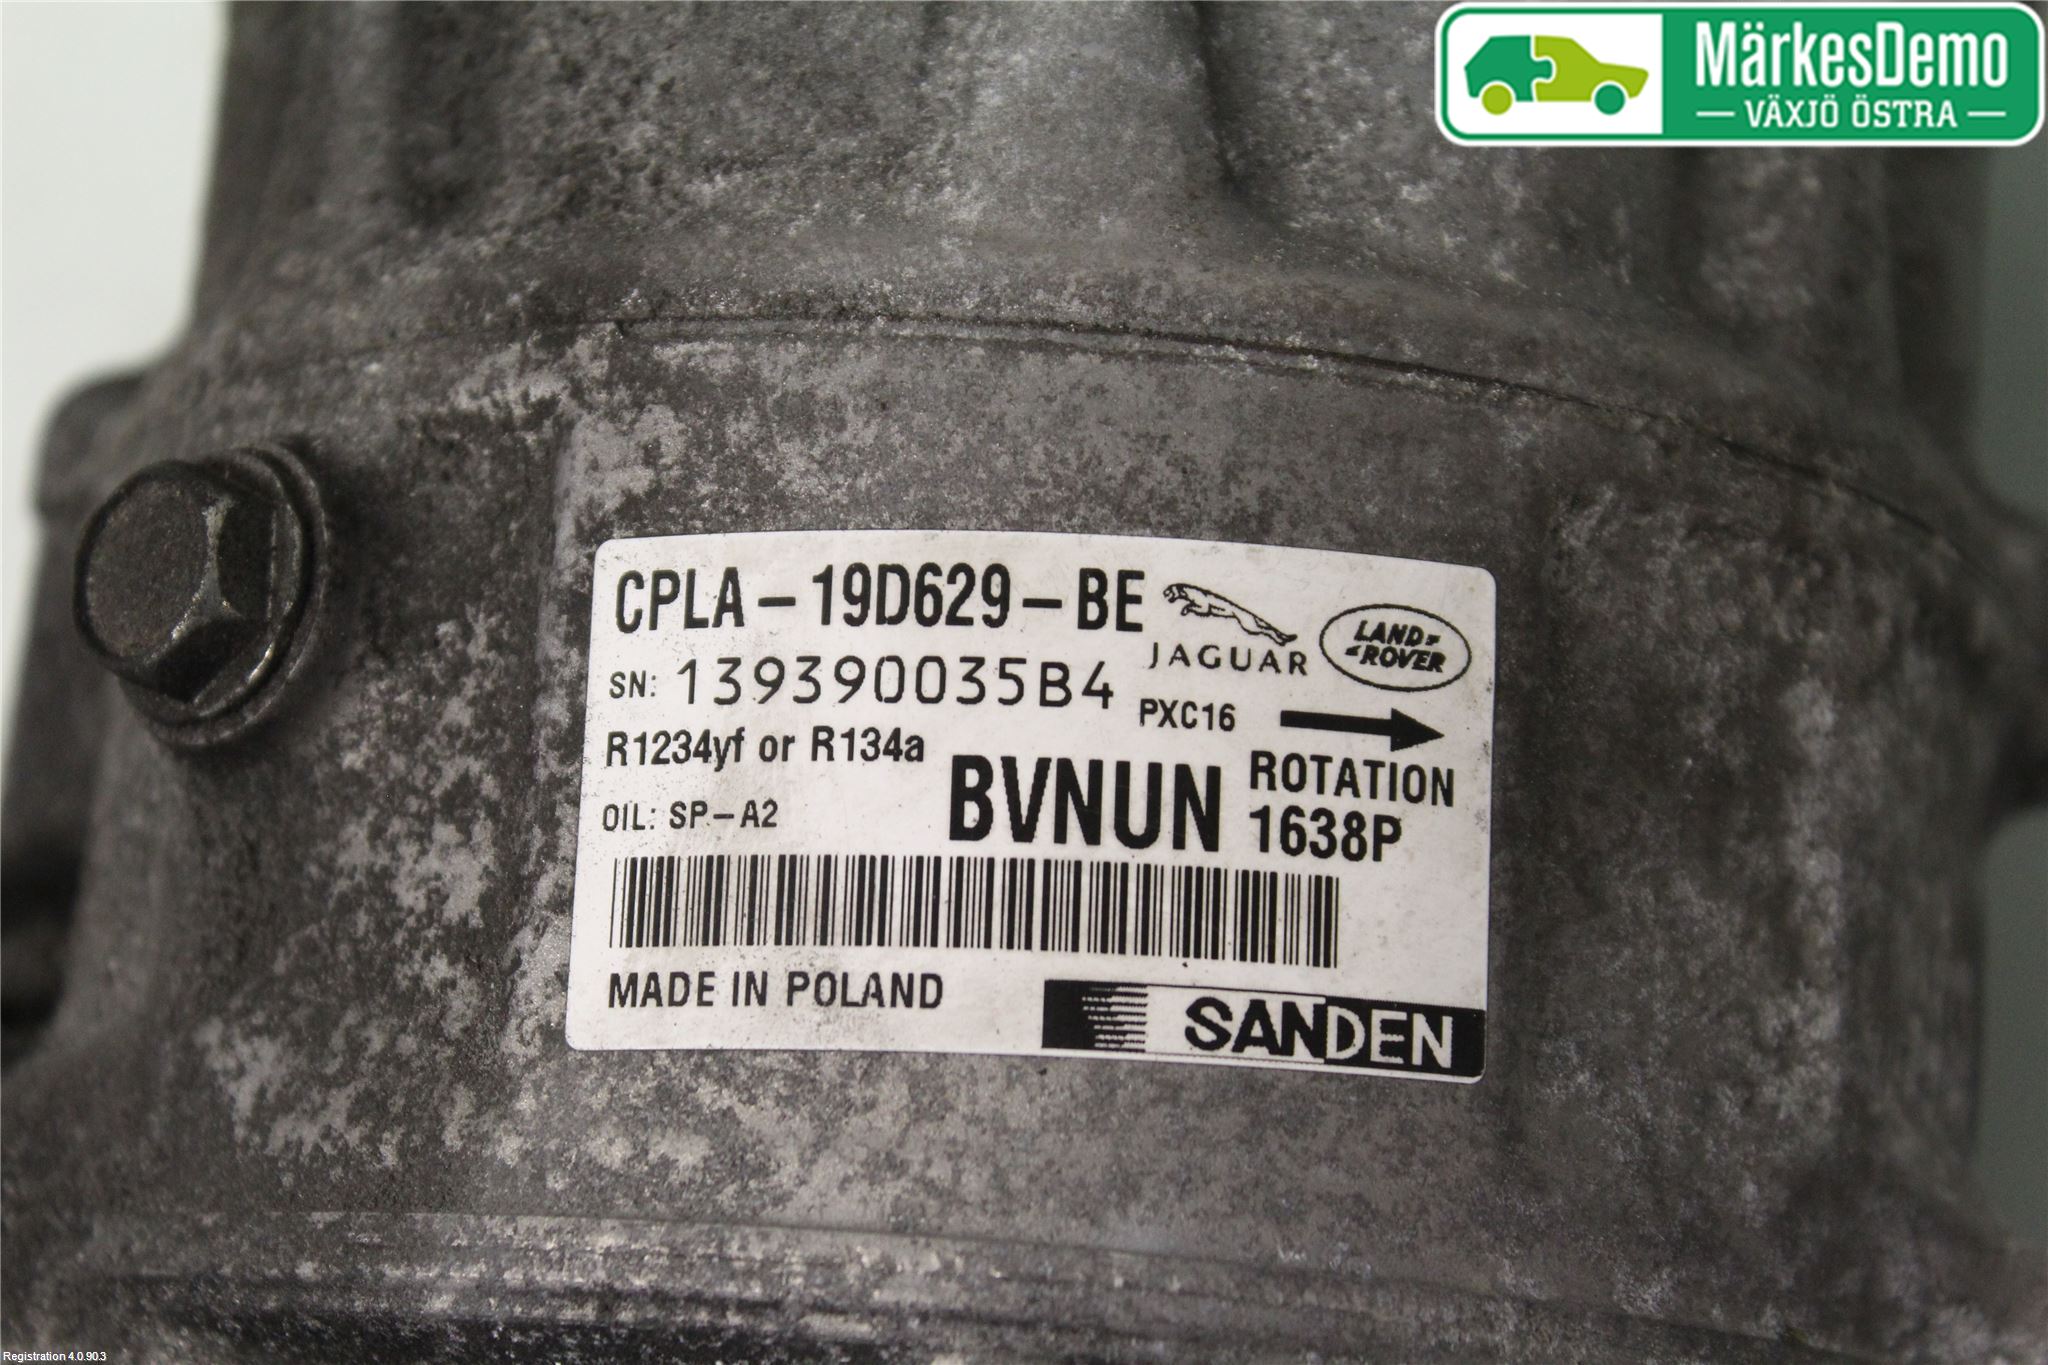 MärkesDemo
VÄXJÖ ÖSTRA
CPLA-19D629-BE
JAGUAR
LAND ROVER
SN: 139390035B4
PXC16
R1234yf or R134a
ROTATION
OIL: SP-A2
BVNUN
1638P
MADE IN POLAND
SANDEN
Registration 4.0.90.3